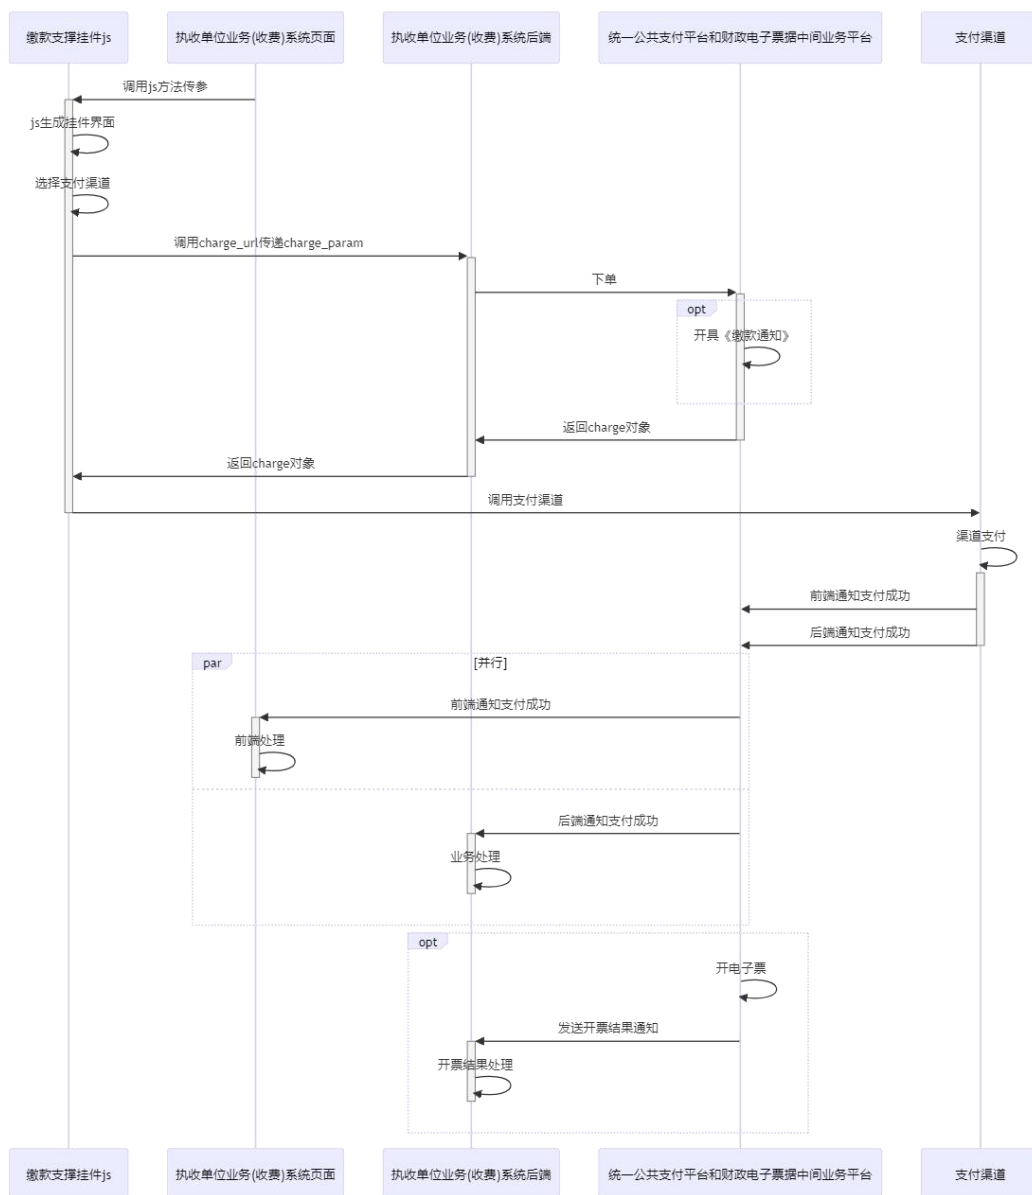 缴款支撑挂件js
执收单位业务(收费)系统页面
执收单位业务(收费)系统后端
统一公共支付平台和财政电子票据中间业务平台
支付渠道
调用js方法传参
js生成挂件界面
选择支付渠道
调用charge_url传递charge_param
下单
opt
开具《缴款通知》
返回charge对象
返回charge对象
调用支付渠道
渠道支付
前端通知支付成功
后端通知支付成功
par
[并行]
前端通知支付成功
前端处理
后端通知支付成功
业务处理
opt
开电子票
发送开票结果通知
开票结果处理
缴款支撑挂件js
执收单位业务(收费)系统页面
执收单位业务(收费)系统后端
统一公共支付平台和财政电子票据中间业务平台
支付渠道